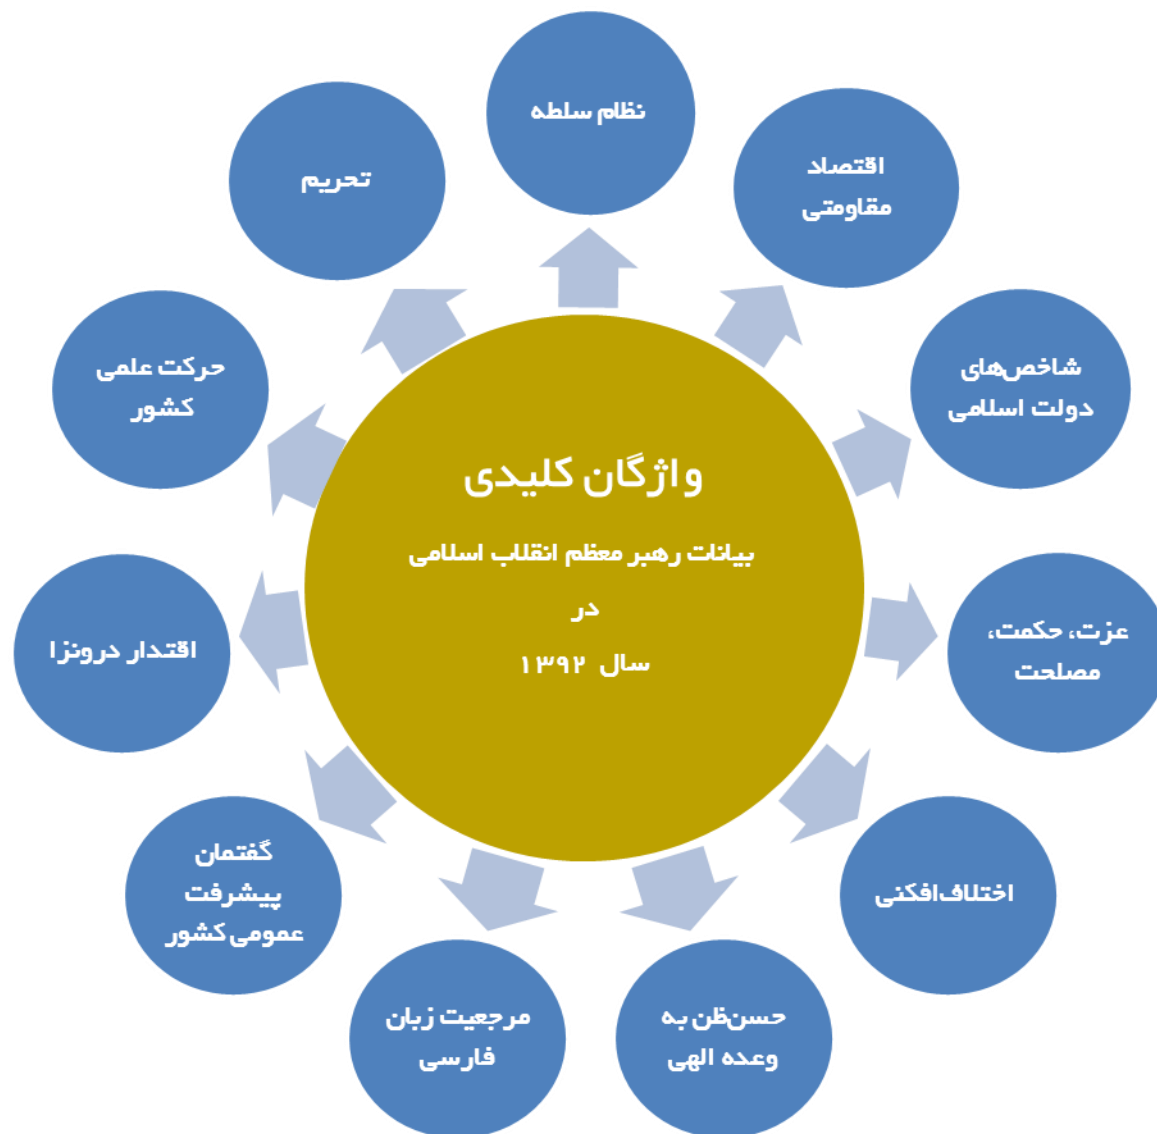 واژگان کلیدی
بیانات رهبر معظم انقلاب اسلامی
در
سال ۱۳۹۲
نظام سلطه
اقتصاد
مقاومتی
شاخص‌های
دولت اسلامی
عزت، حکمت،
مصلحت
اختلاف‌افکنی
حسن‌ظن به
وعده الهی
مرجعیت زبان
فارسی
گفتمان
پیشرفت
عمومی کشور
اقتدار درونزا
حرکت علمی
کشور
تحریم